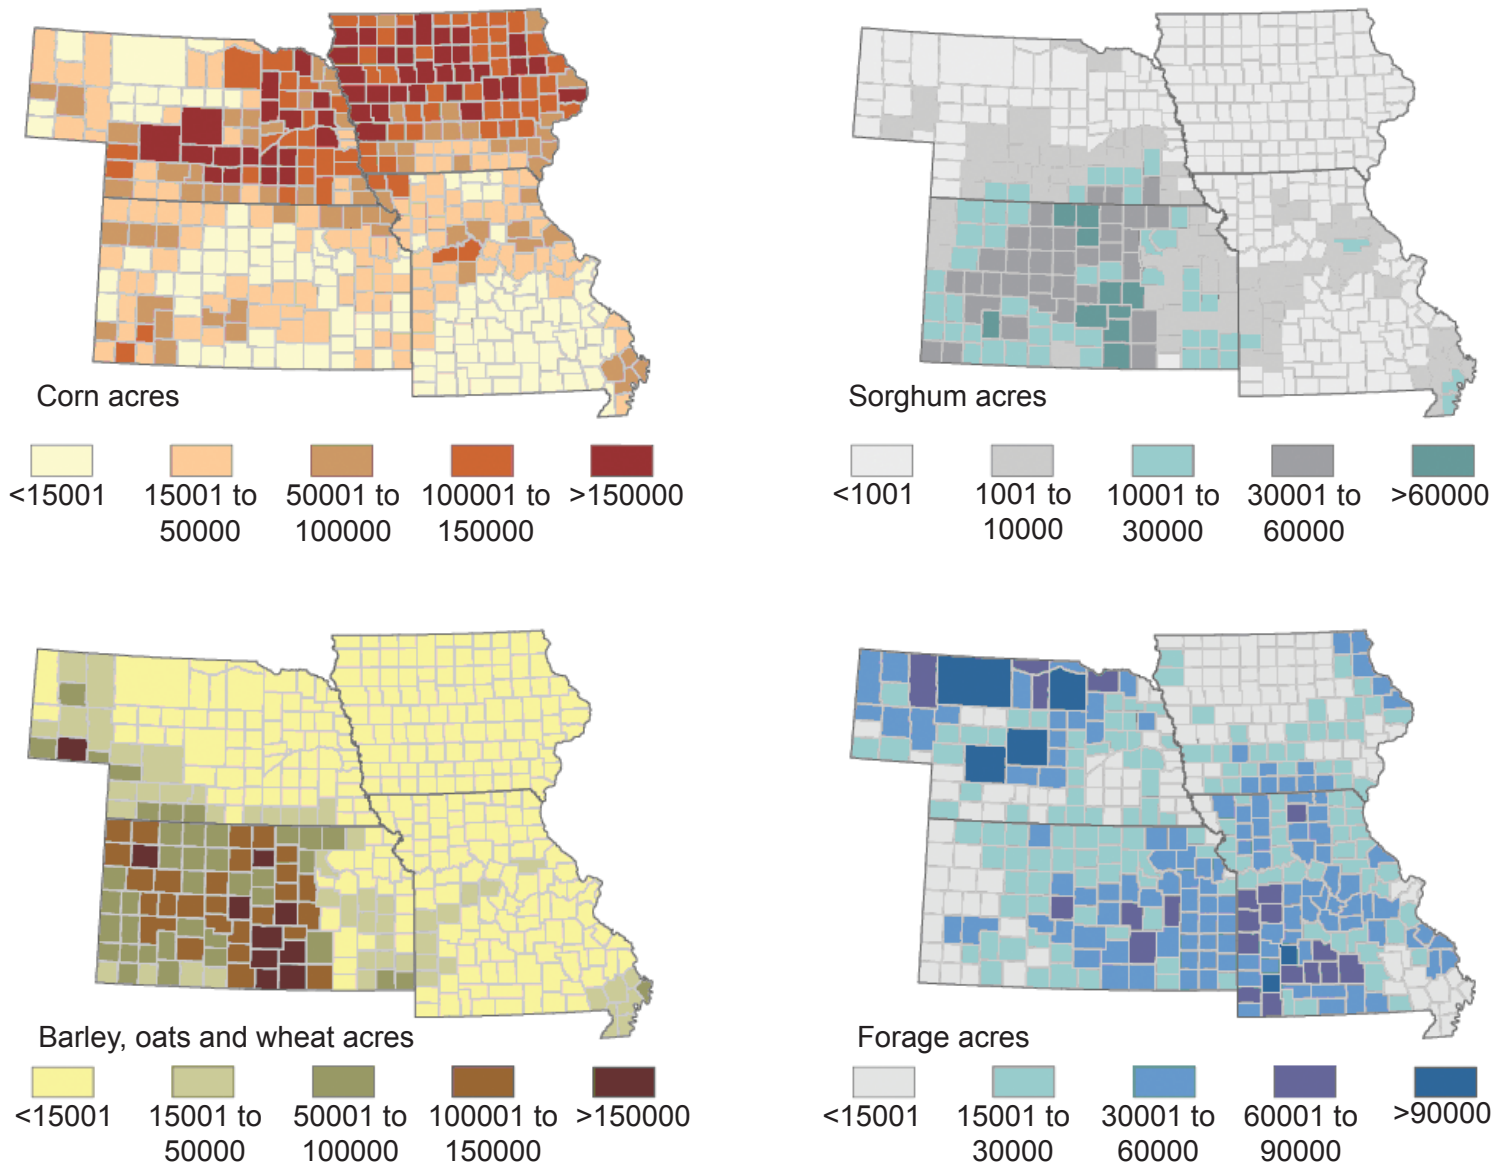 Corn acres
<15001
15001 to
50000
50001 to
100000
100001 to
150000
>150000
Sorghum acres
<1001
1001 to
10000
10001 to
30000
30001 to
60000
>60000
Barley, oats and wheat acres
<15001
15001 to
50000
50001 to
100000
100001 to
150000
>150000
Forage acres
<15001
15001 to
30000
30001 to
60000
60001 to
90000
>90000